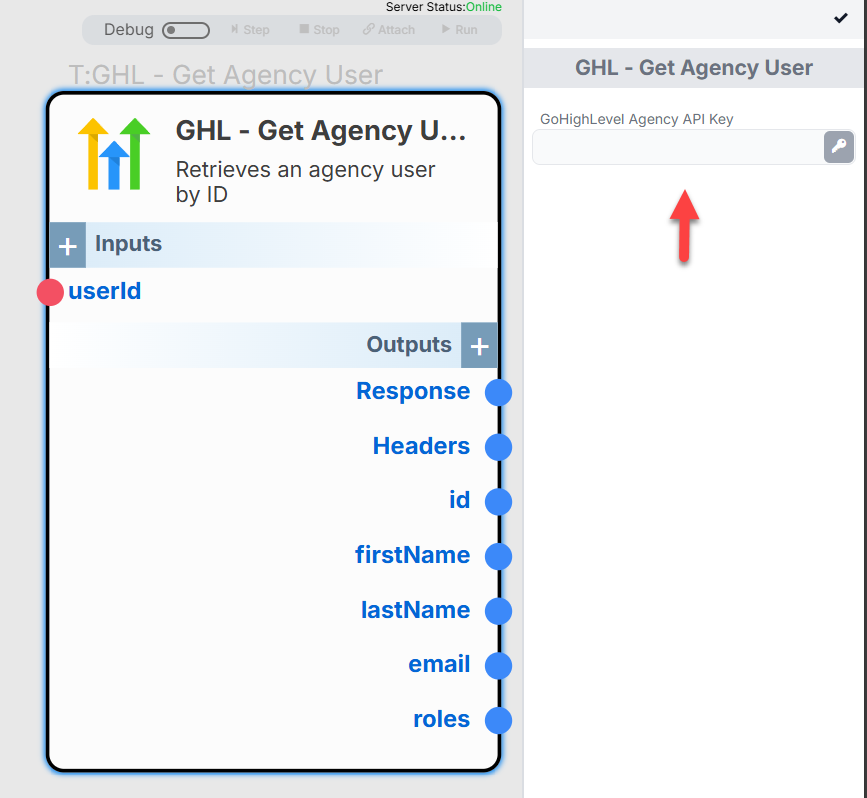 Server Status:Online
Debug Step Stop Attach Run
T:GHL - Get Agency User
GHL - Get Agency U...
Retrieves an agency user
by ID
+ Inputs
userId
Outputs +
Response
Headers
id
firstName
lastName
email
roles
GHL - Get Agency User
GoHighLevel Agency API Key